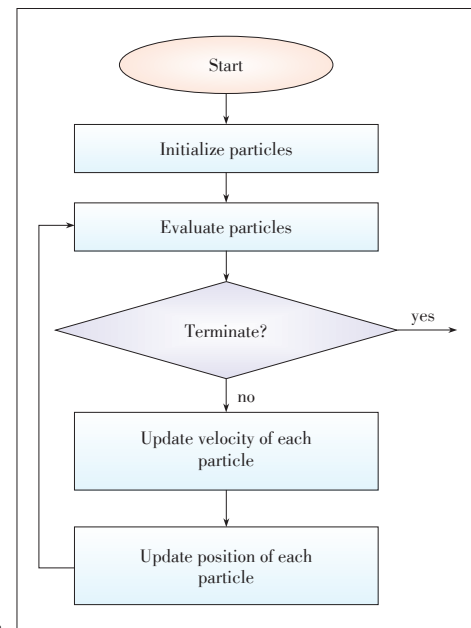 Start
Initialize particles
Evaluate particles
Terminate?
yes
no
Update velocity of each
particle
Update position of each
particle